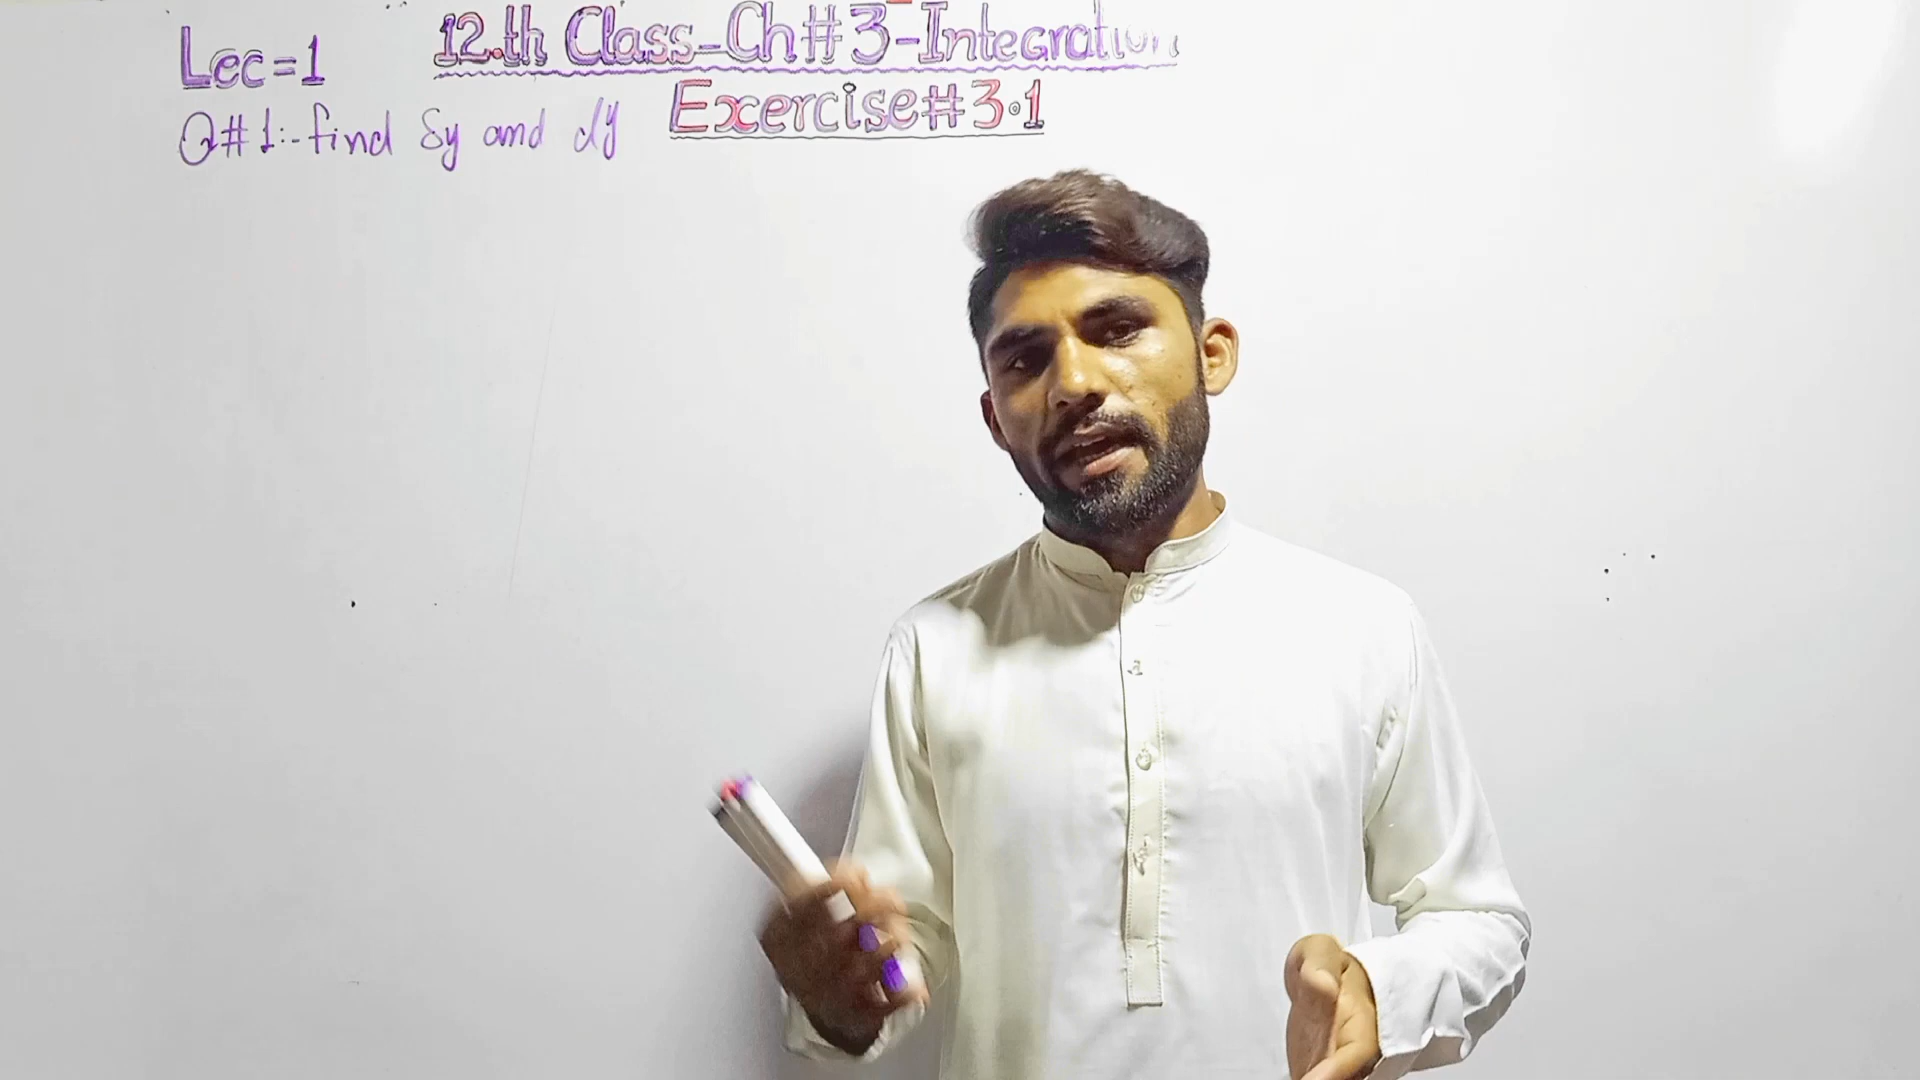 Lec=1
12.th Class-Ch#3-Integration
Exercise#3.1
Q#1:-find δy and dy